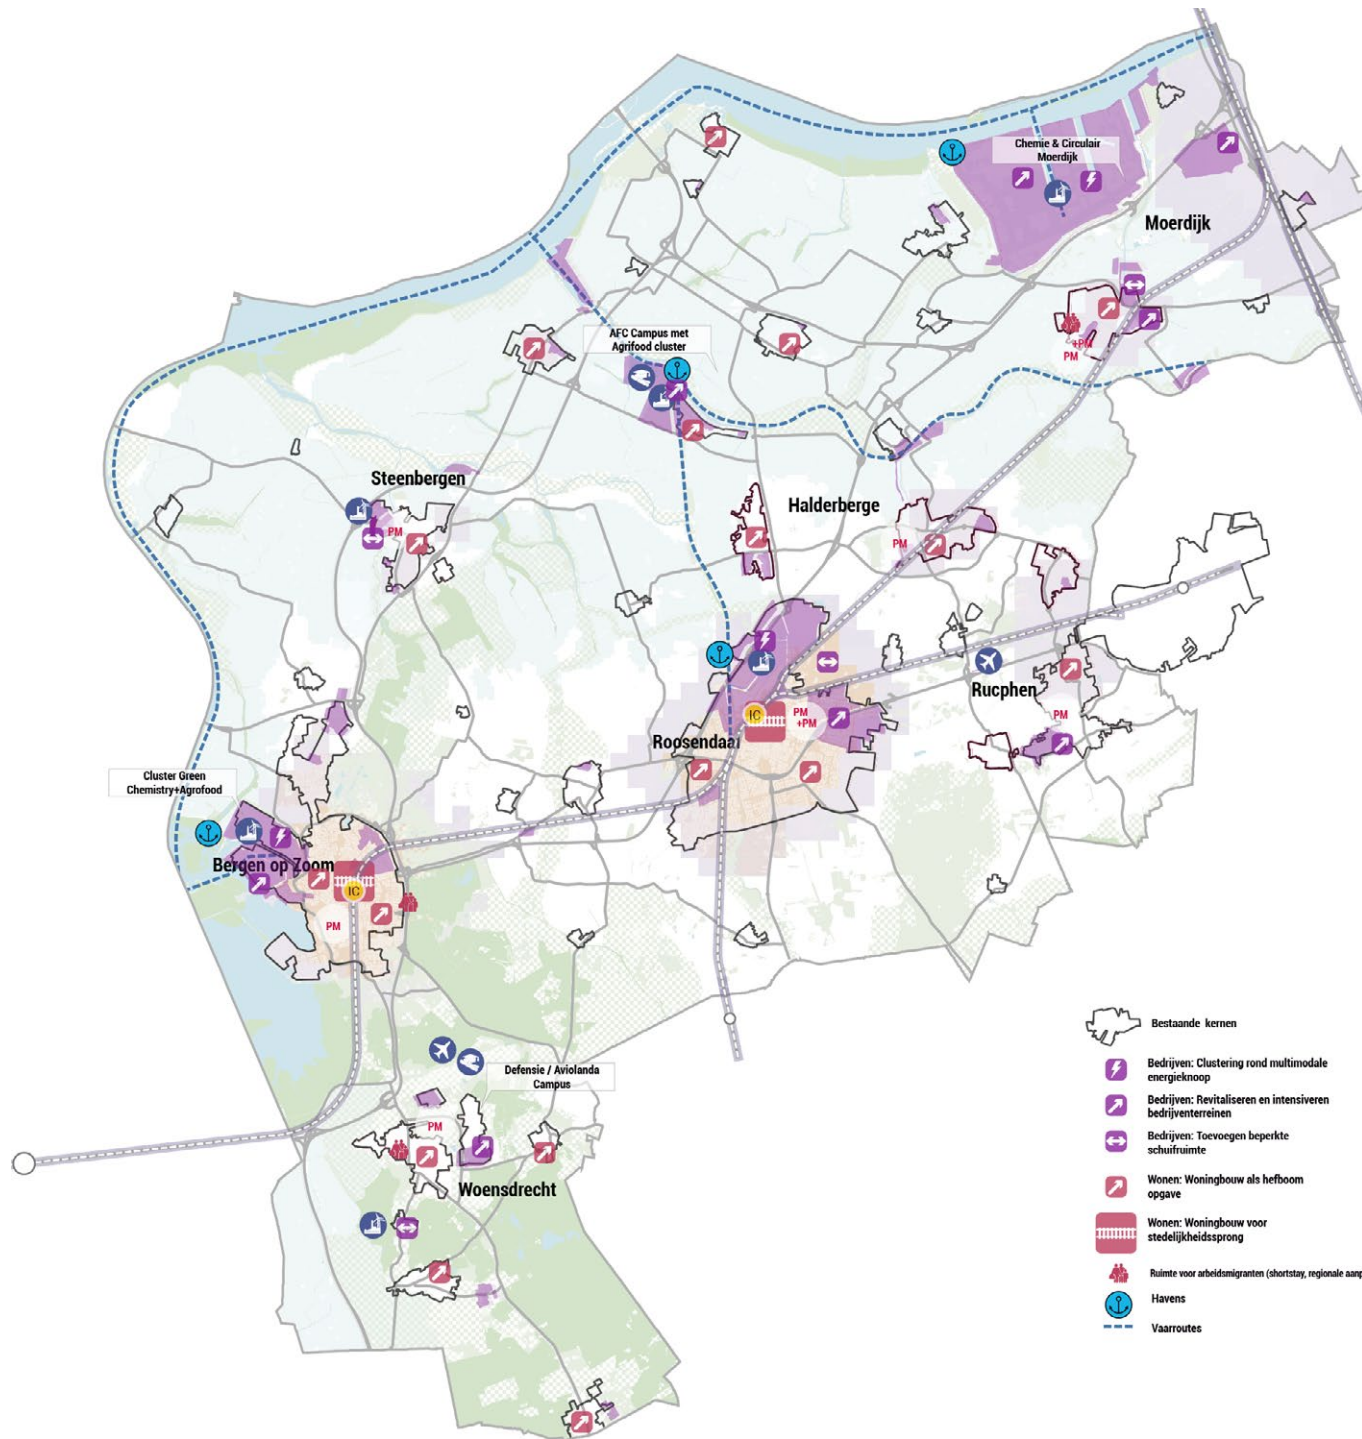 Chemie & Circulair
Moerdijk
Moerdijk
AFC Campus met
Agrifood cluster
+PM
PM
Steenbergen
PM
Halderberge
PM
Rucphen
PM
IC
PM
+PM
Roosendaal
Cluster Green
Chemistry+Agrofood
Bergen op Zoom
IC
PM
Defensie / Aviolanda
Campus
PM
Woensdrecht
Bestaande kernen
Bedrijven: Clustering rond multimodale
energieknoop
Bedrijven: Revitaliseren en intensiveren
bedrijventerreinen
Bedrijven: Toevoegen beperkte
schuifruimte
Wonen: Woningbouw als hefboom
opgave
Wonen: Woningbouw voor
stedelijkheidssprong
Ruimte voor arbeidsmigranten (shortstay, regionale aanp
Havens
Vaarroutes